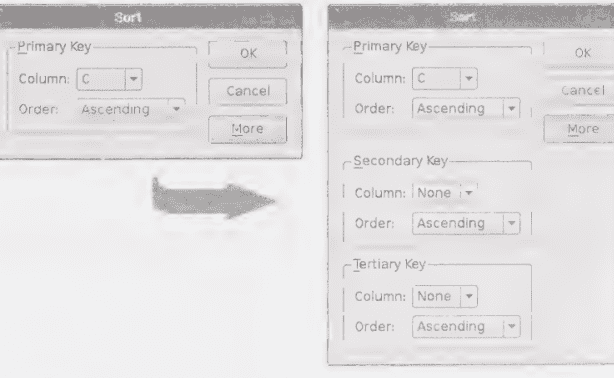 Sort
Primary Key
Column: C
Order: Ascending
OK
Cancel
More
Sort
Primary Key
Column: C
Order: Ascending
OK
Cancel
More
Secondary Key
Column: None
Order: Ascending
Tertiary Key
Column: None
Order: Ascending